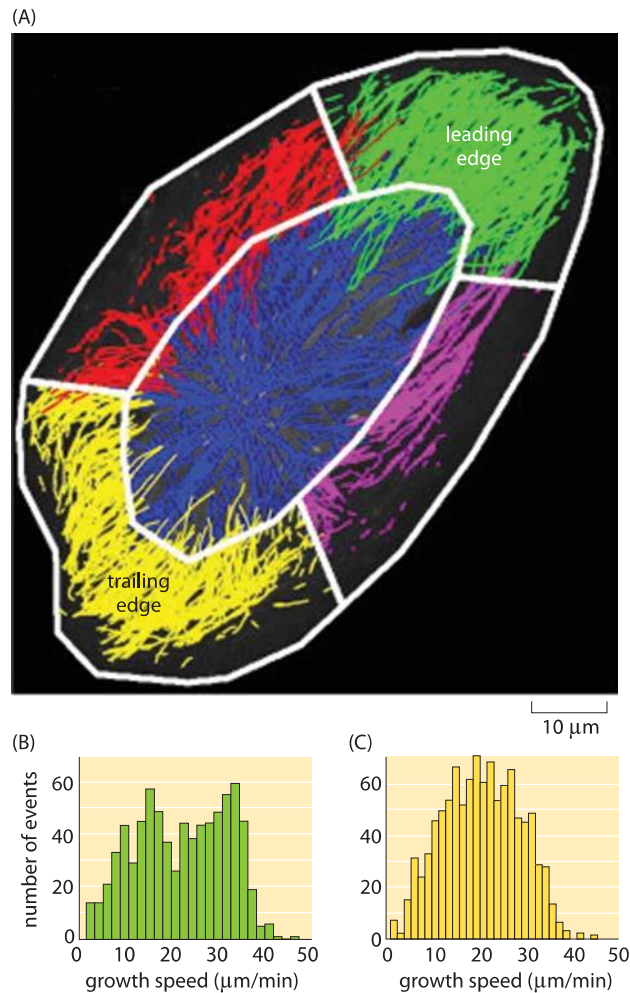 (A)
leading
edge
trailing
edge
10 μm
(B)
number of events
60
40
20
0
0 10 20 30 40 50
growth speed (μm/min)
(C)
60
40
20
0
0 10 20 30 40 50
growth speed (μm/min)